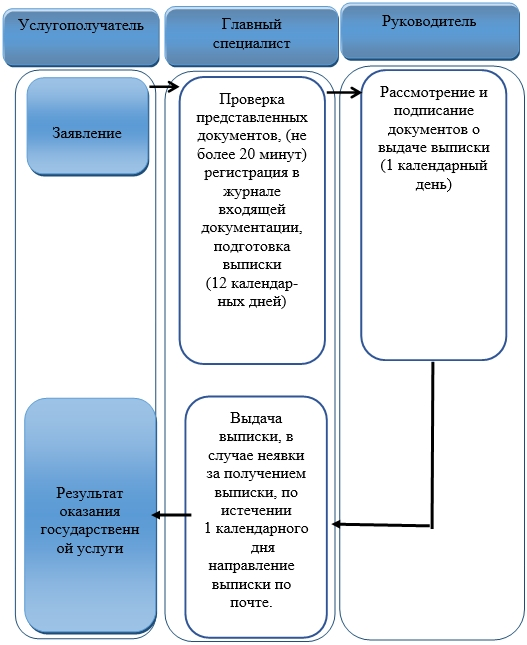 Услугополучатель
Главный
специалист
Руководитель
Заявление
Проверка
представленных
документов, (не
более 20 минут)
регистрация в
журнале
входящей
документации,
подготовка
выписки
(12 календар-
ных дней)
Рассмотрение и
подписание
документов о
выдаче выписки
(1 календарный
день)
Выдача
выписки, в
случае неявки
за получением
выписки, по
истечении
1 календарного
дня
направление
выписки по
почте.
Результат
оказания
государственн
ой услуги